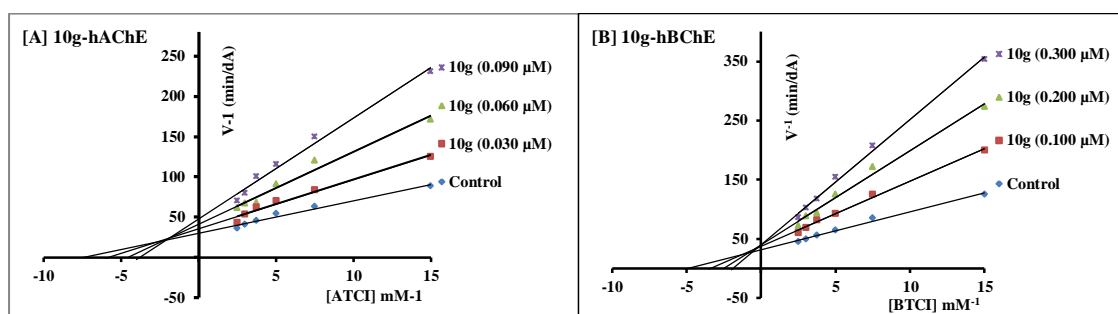 [A] 10g-hAChE
V-1 (min/dA)
250
200
150
100
50
-50
-10
-5
0
5
10
15
[ATCI] mM-1
10g (0.090 µM)
10g (0.060 µM)
10g (0.030 µM)
Control
[B] 10g-hBChE
V-1 (min/dA)
350
250
150
50
-50
-10
-5
0
5
10
15
[BTCI] mM-1
10g (0.300 µM)
10g (0.200 µM)
10g (0.100 µM)
Control